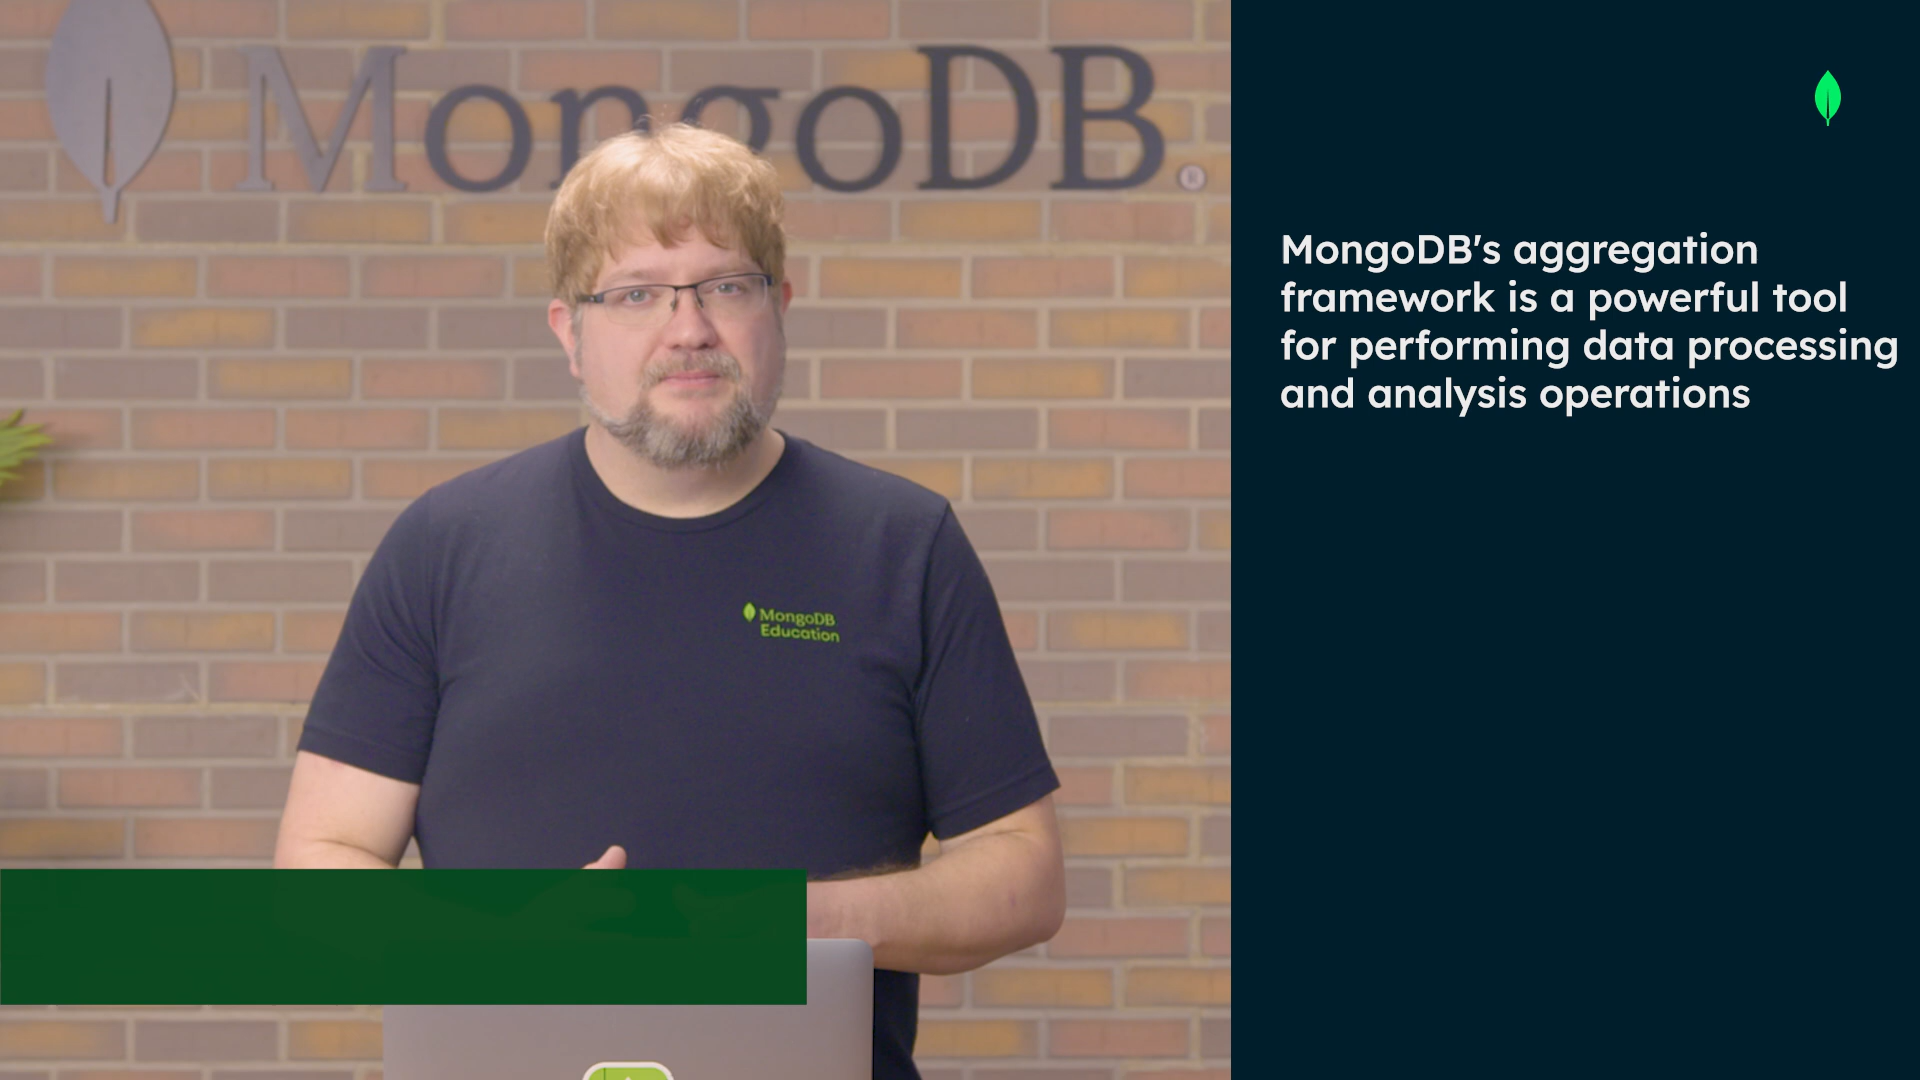 MongoDB®
MongoDB
Education
MongoDB's aggregation
framework is a powerful tool
for performing data processing
and analysis operations